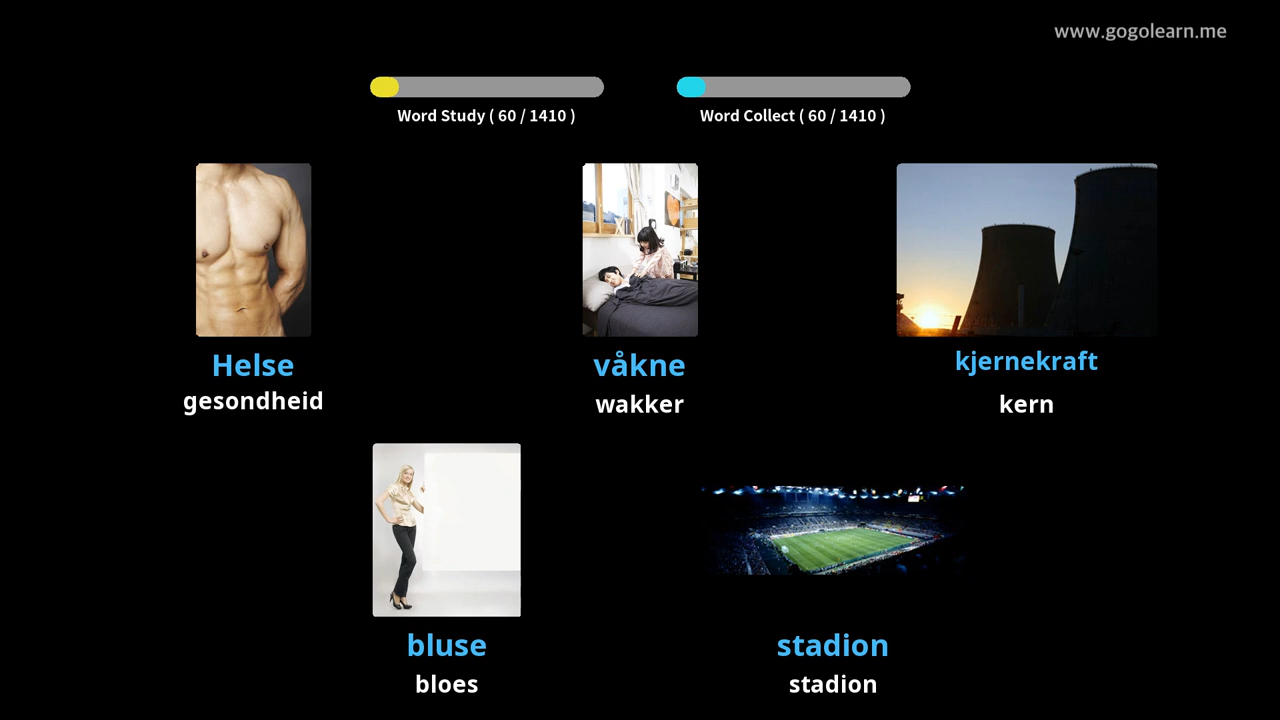 www.gogolearn.me
Word Study ( 60 / 1410 )
Word Collect ( 60 / 1410 )
Helse
gesondheid
våkne
wakker
kjernekraft
kern
bluse
bloes
stadion
stadion